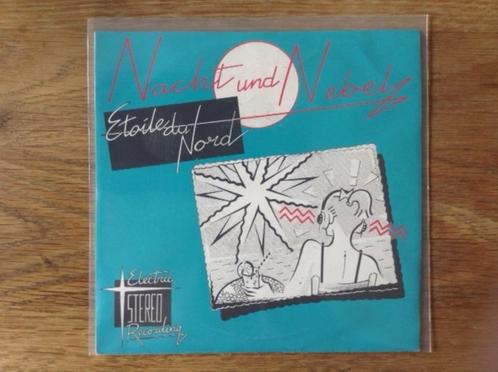 Nacht und Nebel
Etoile du
Nord
Electric
STEREO
Recording